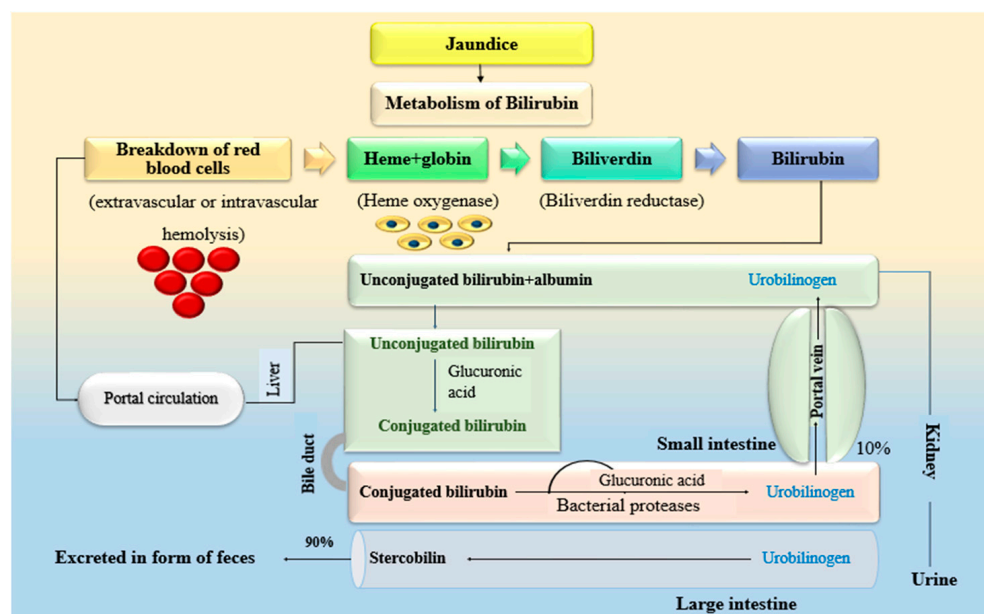 Jaundice
Metabolism of Bilirubin
Breakdown of red
blood cells
Heme+globin
Biliverdin
Bilirubin
(extravascular or intravascular
hemolysis)
(Heme oxygenase)
(Biliverdin reductase)
Unconjugated bilirubin+albumin
Urobilinogen
Unconjugated bilirubin
Glucuronic
acid
Conjugated bilirubin
Liver
Portal circulation
Portal vein
Small intestine
10%
Kidney
Bile duct
Conjugated bilirubin
Glucuronic acid
Bacterial proteases
Urobilinogen
Excreted in form of feces
90%
Stercobilin
Urobilinogen
Urine
Large intestine